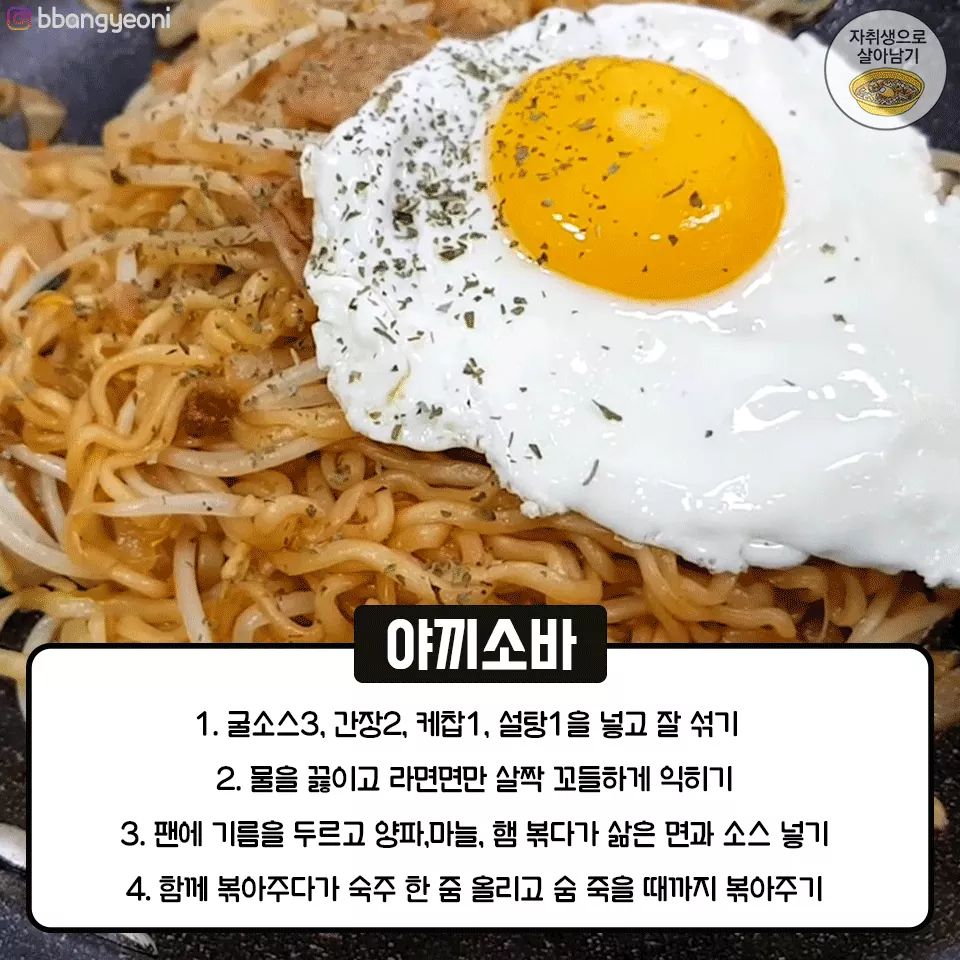 bbangyeoni
자취생으로
살아남기
야끼소바
1. 굴소스3, 간장2, 케찹1, 설탕1을 넣고 잘 섞기
2. 물을 끓이고 라면면만 살짝 꼬들하게 익히기
3. 팬에 기름을 두르고 양파,마늘, 햄 볶다가 삶은 면과 소스 넣기
4. 함께 볶아주다가 숙주 한 줌 올리고 숨 죽을 때까지 볶아주기